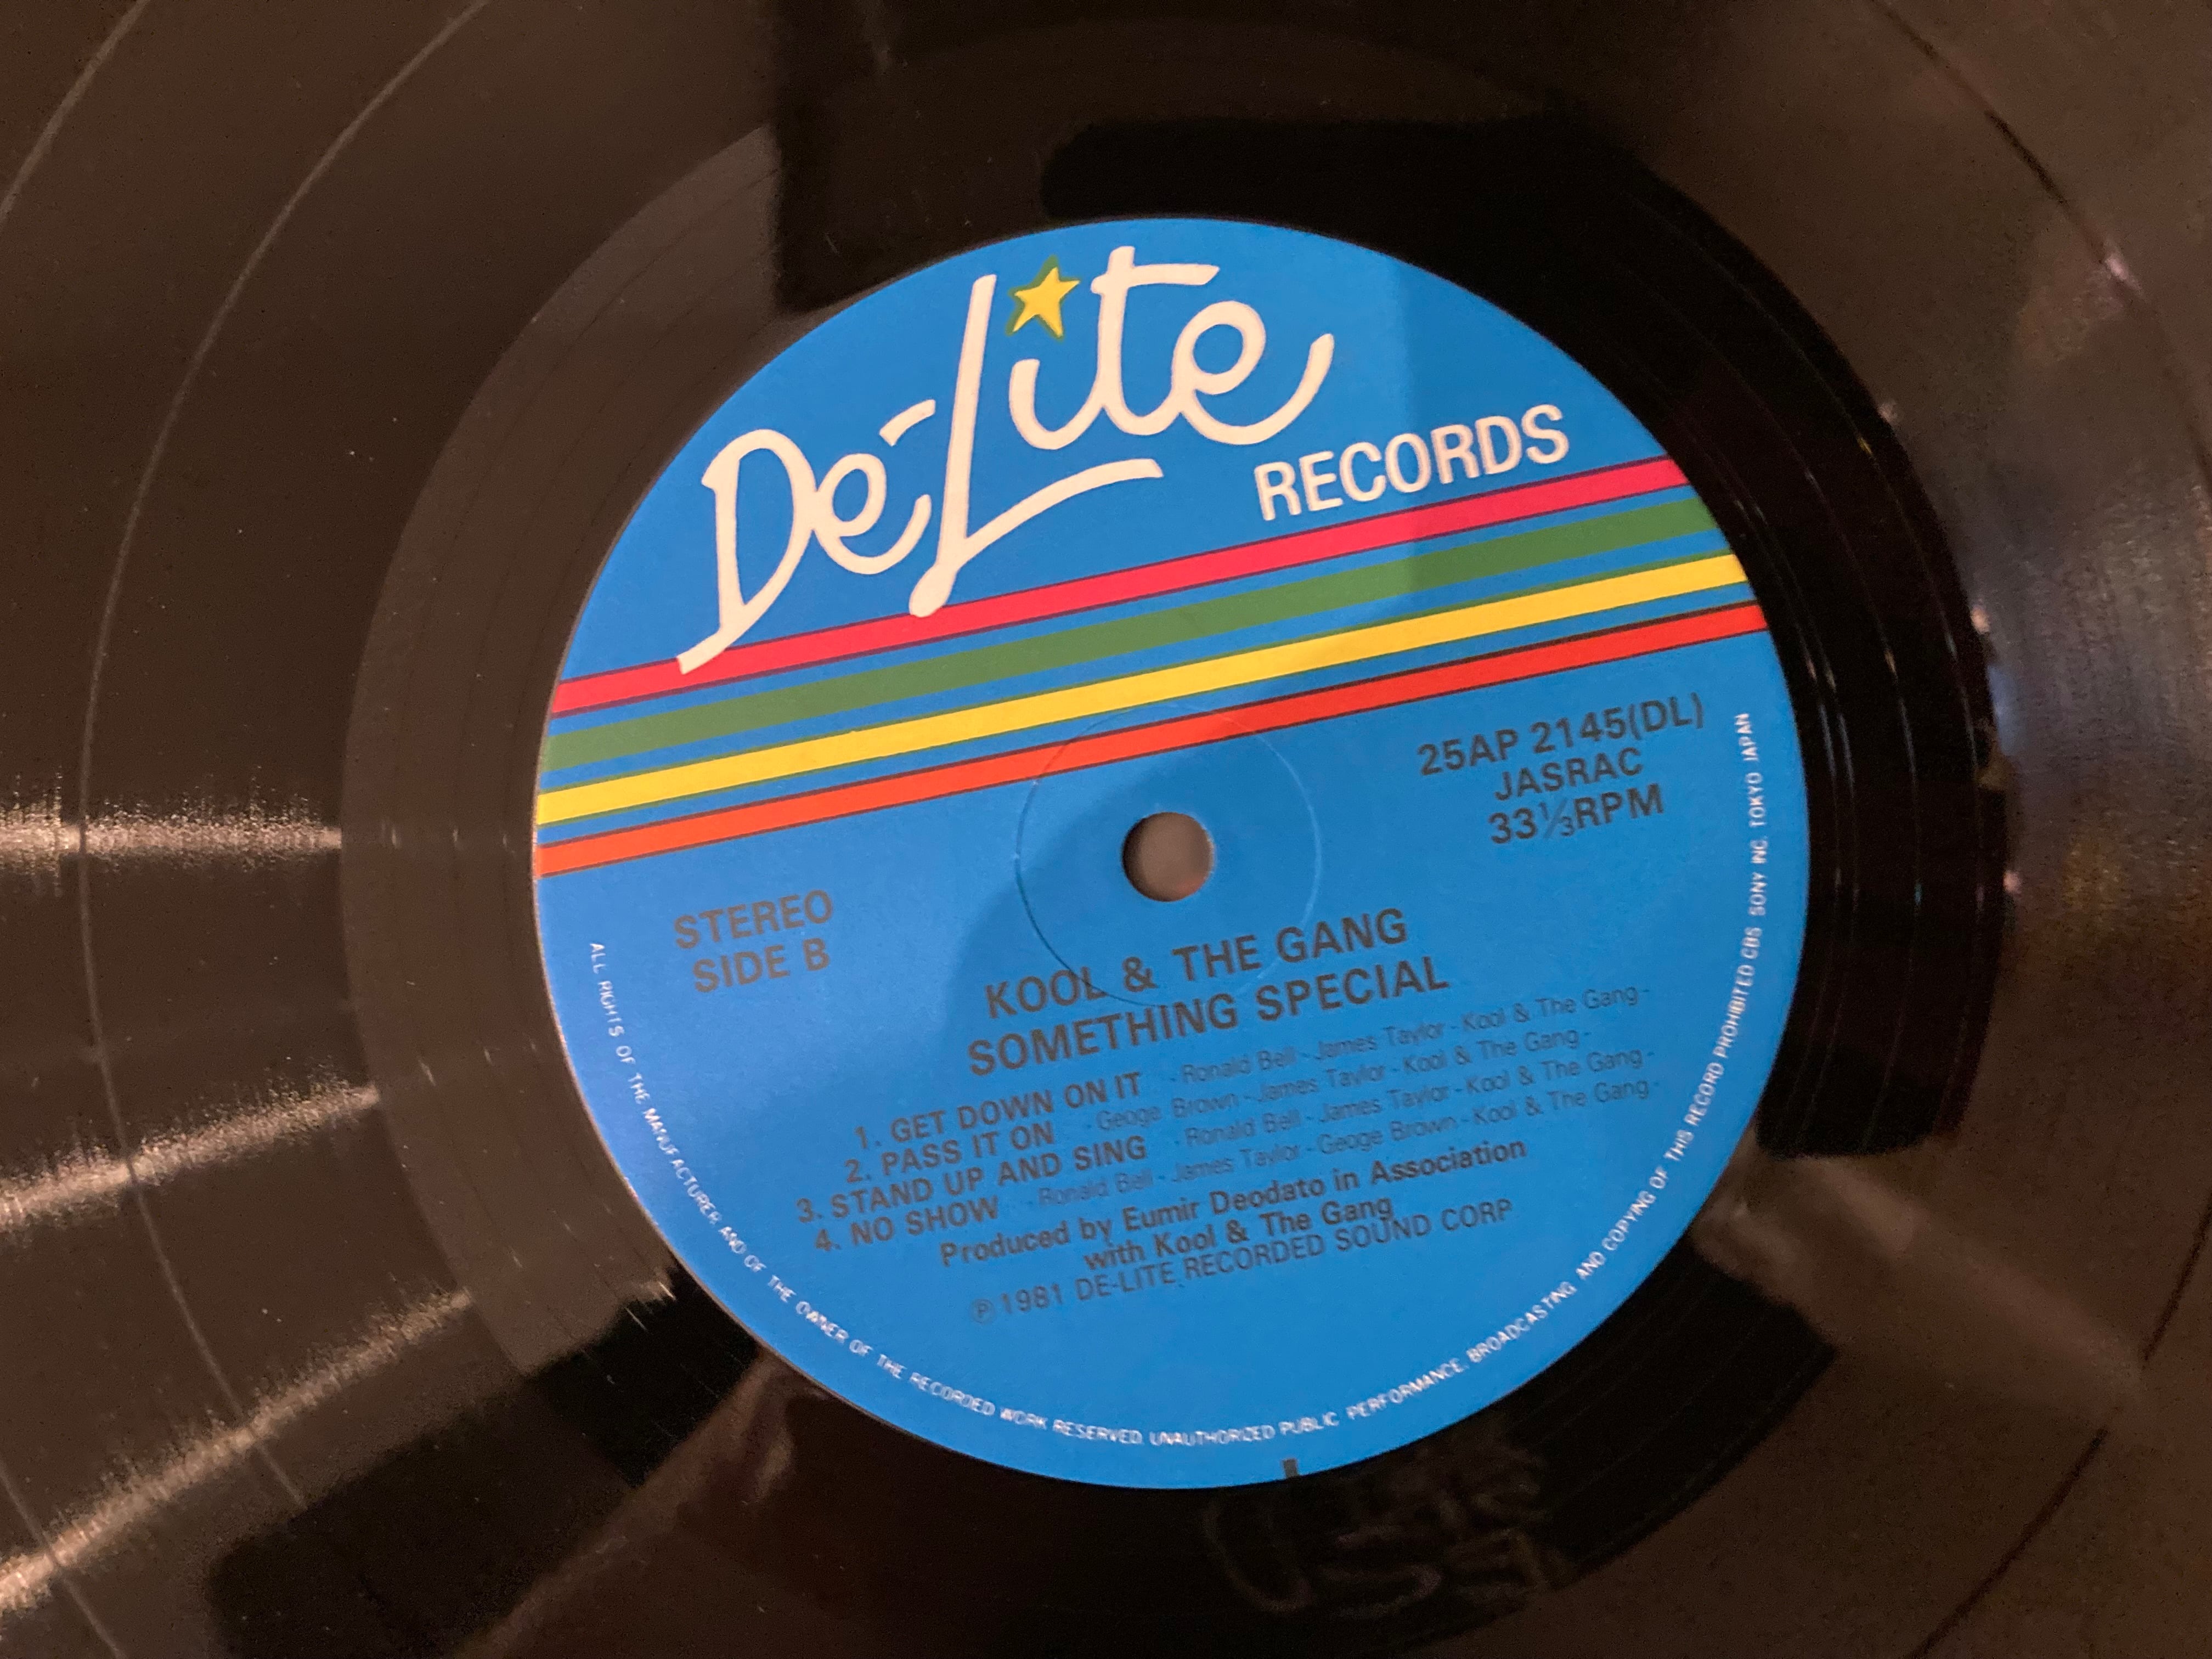 De-Lite
RECORDS
25AP 2145(DL)
JASRAC
33⅓RPM
STEREO
SIDE B
KOOL & THE GANG
SOMETHING SPECIAL
1. GET DOWN ON IT -Ronald Bell-James Taylor-Kool & The Gang-
2. PASS IT ON -Geoge Brown-James Taylor-Kool & The Gang-
3. STAND UP AND SING -Ronald Bell-James Taylor-Kool & The Gang-
4. NO SHOW -Ronald Bell-James Taylor-Geoge Brown-Kool & The Gang-
Produced by Eumir Deodato in Association
with Kool & The Gang
Ⓟ1981 DE-LITE RECORDED SOUND CORP
ALL RIGHTS OF THE MANUFACTURER AND OF THE OWNER OF THE RECORDED WORK RESERVED. UNAUTHORIZED PUBLIC PERFORMANCE, BROADCASTING AND COPYING OF THIS RECORD PROHIBITED CBS SONY INC. TOKYO JAPAN